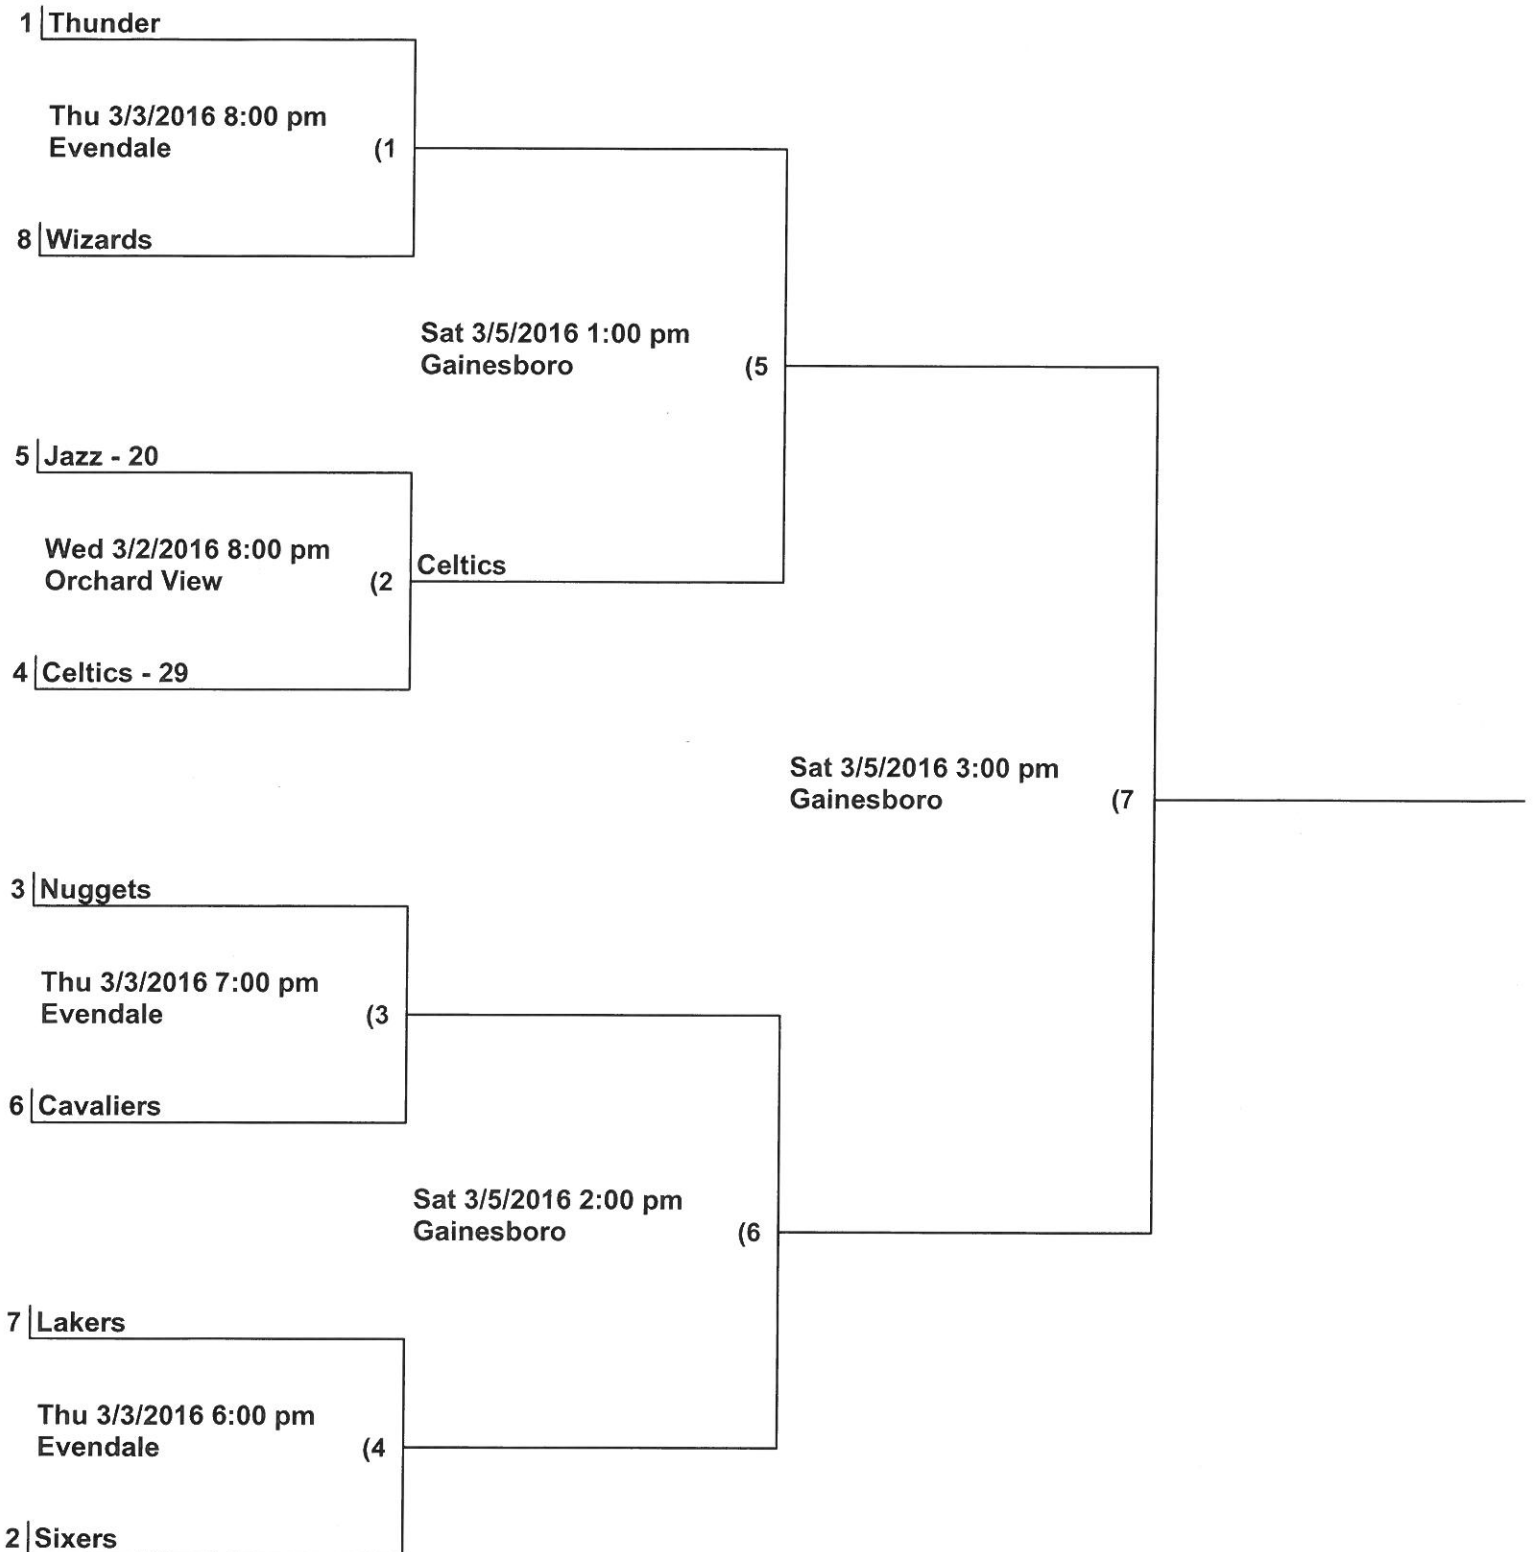 1 Thunder
Thu 3/3/2016 8:00 pm
Evendale (1
8 Wizards
Sat 3/5/2016 1:00 pm
Gainesboro (5
5 Jazz - 20
Wed 3/2/2016 8:00 pm
Orchard View (2
Celtics
4 Celtics - 29
Sat 3/5/2016 3:00 pm
Gainesboro (7
3 Nuggets
Thu 3/3/2016 7:00 pm
Evendale (3
6 Cavaliers
Sat 3/5/2016 2:00 pm
Gainesboro (6
7 Lakers
Thu 3/3/2016 6:00 pm
Evendale (4
2 Sixers